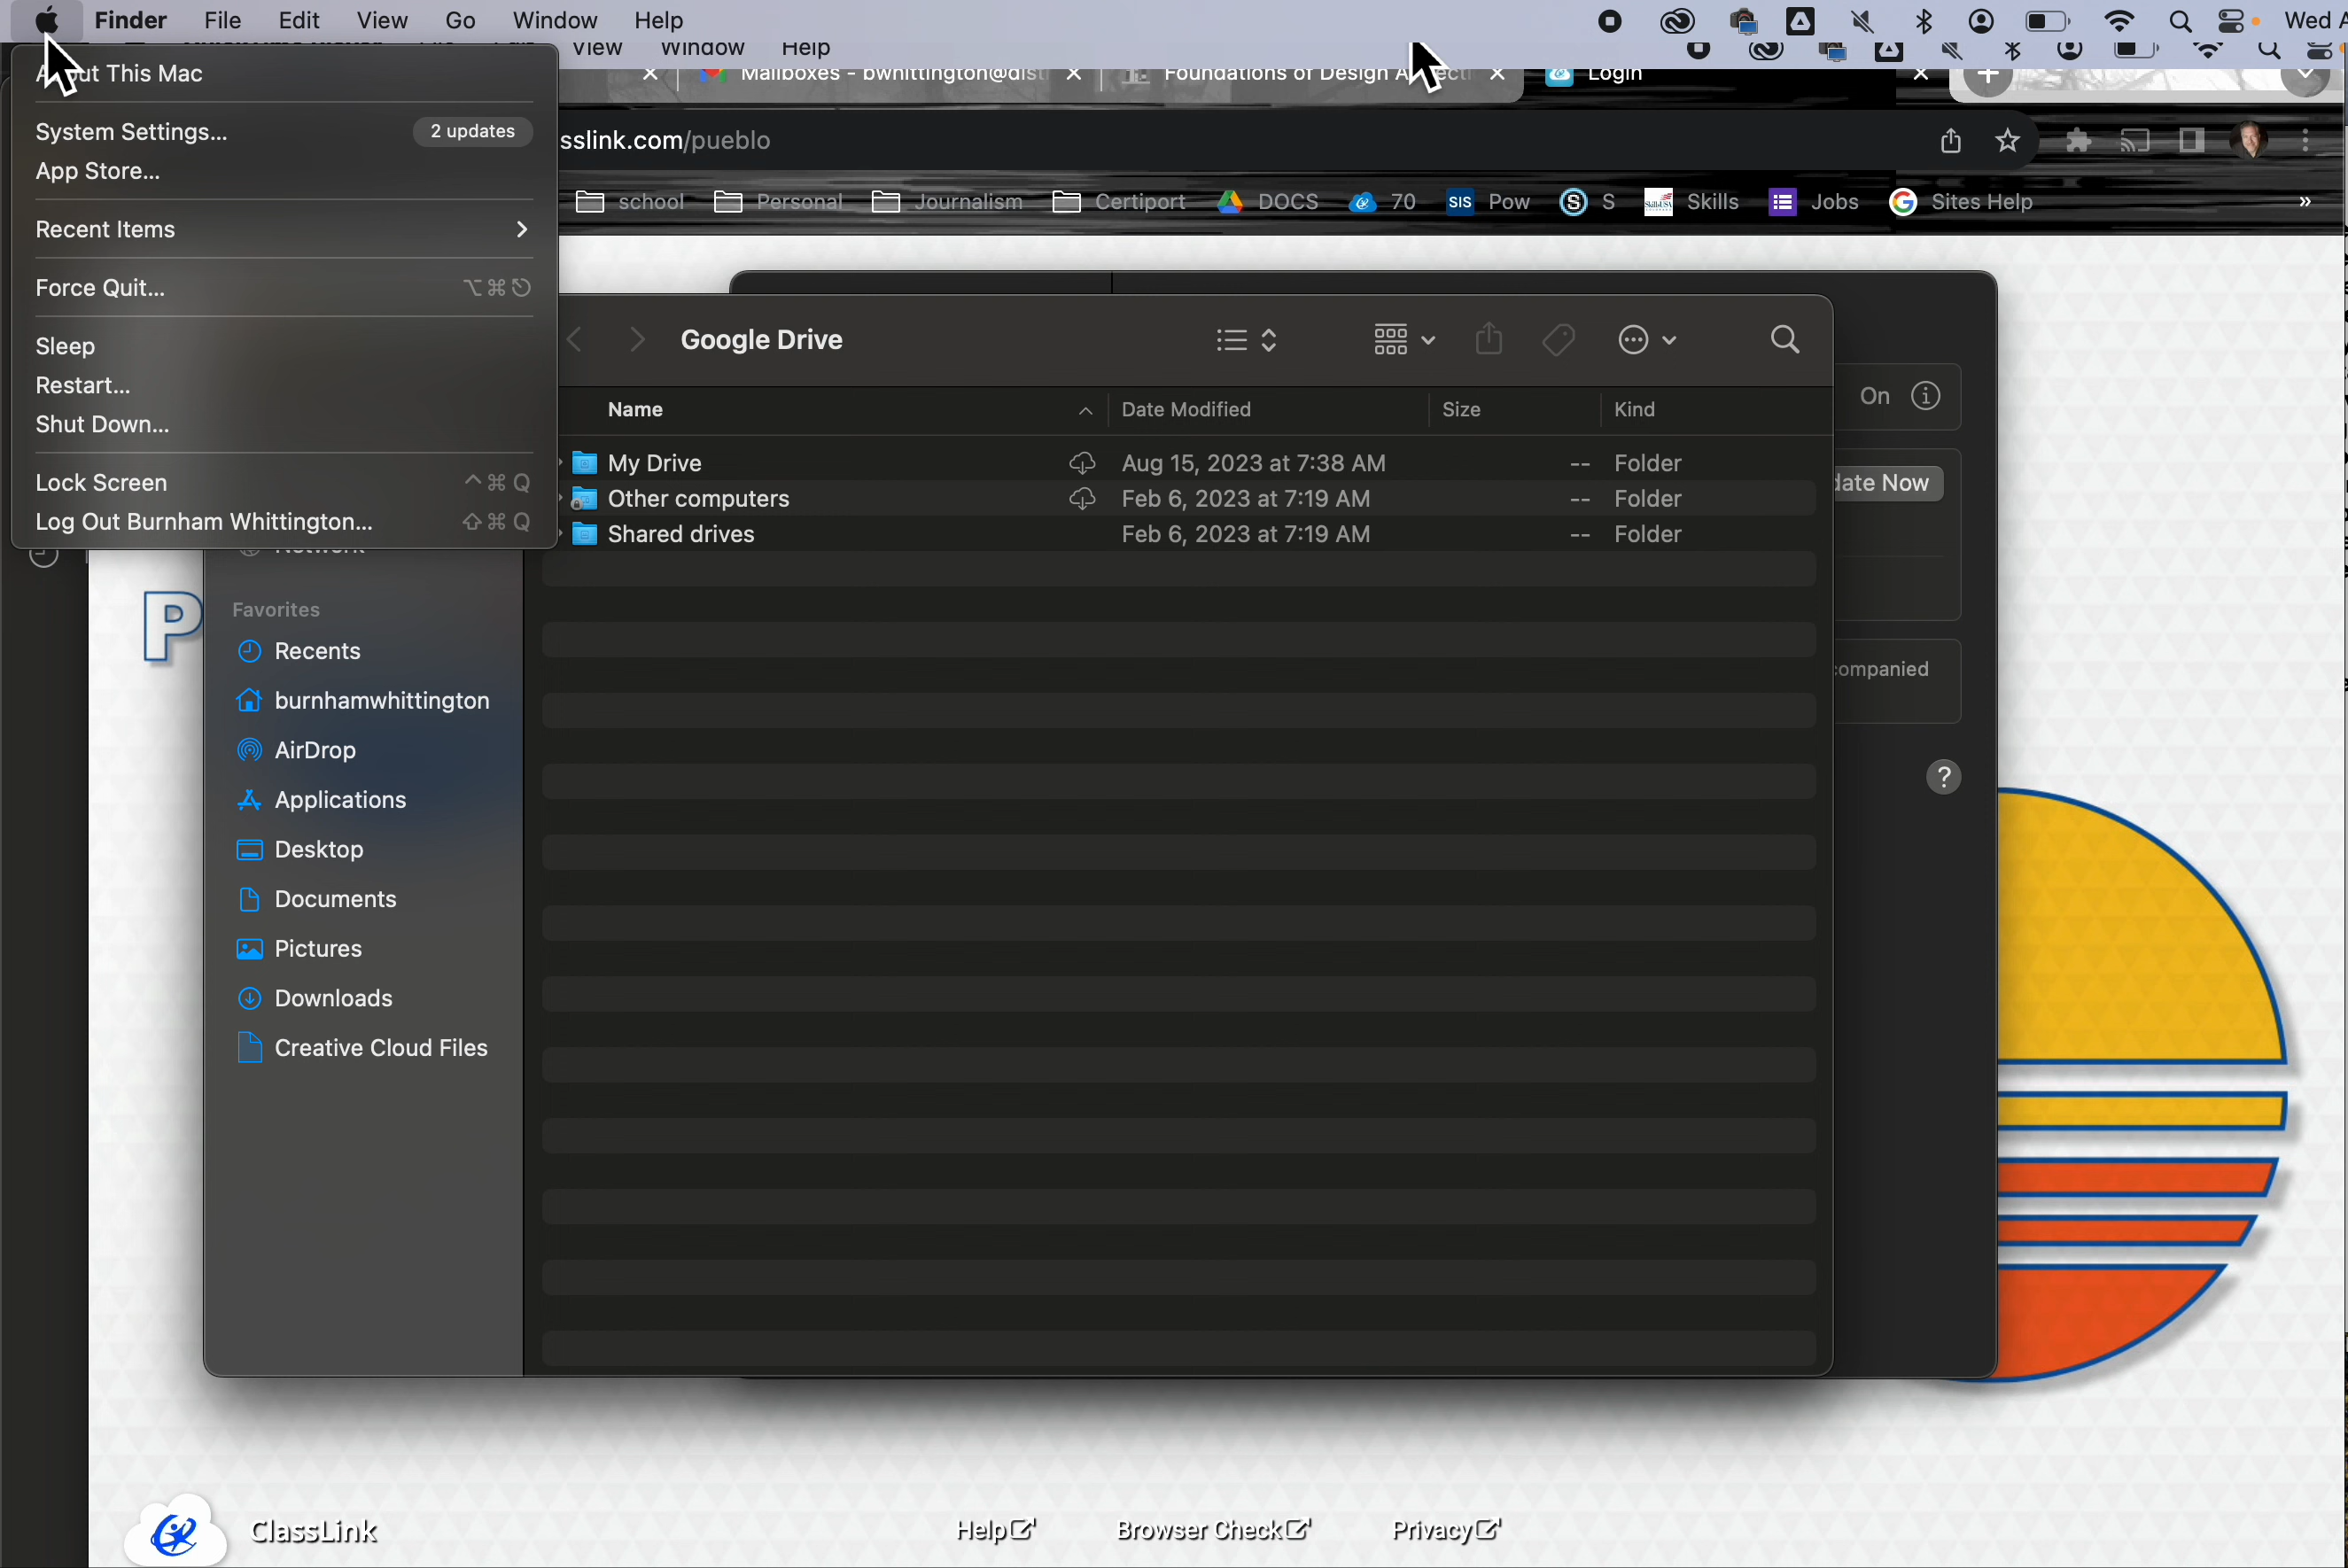 Finder File Edit View Go Window Help Wed A
View Window Help
About This Mac
Mailboxes - bwhittington@dist
Foundations of Design
Login
System Settings... 2 updates
sslink.com/pueblo
App Store...
school Personal Journalism Certiport DOCS 70 SIS Pow S Skills Jobs Sites Help »
Recent Items
Force Quit... ⌥⌘⎋
Sleep
Restart...
Shut Down...
Lock Screen ^⌘Q
Log Out Burnham Whittington... ⇧⌘Q
Google Drive
On
Name Date Modified Size Kind
My Drive Aug 15, 2023 at 7:38 AM -- Folder
date Now
Other computers Feb 6, 2023 at 7:19 AM -- Folder
Shared drives Feb 6, 2023 at 7:19 AM -- Folder
Network
P
Favorites
Recents
companied
burnhamwhittington
AirDrop
?
Applications
Desktop
Documents
Pictures
Downloads
Creative Cloud Files
ClassLink Help Browser Check Privacy